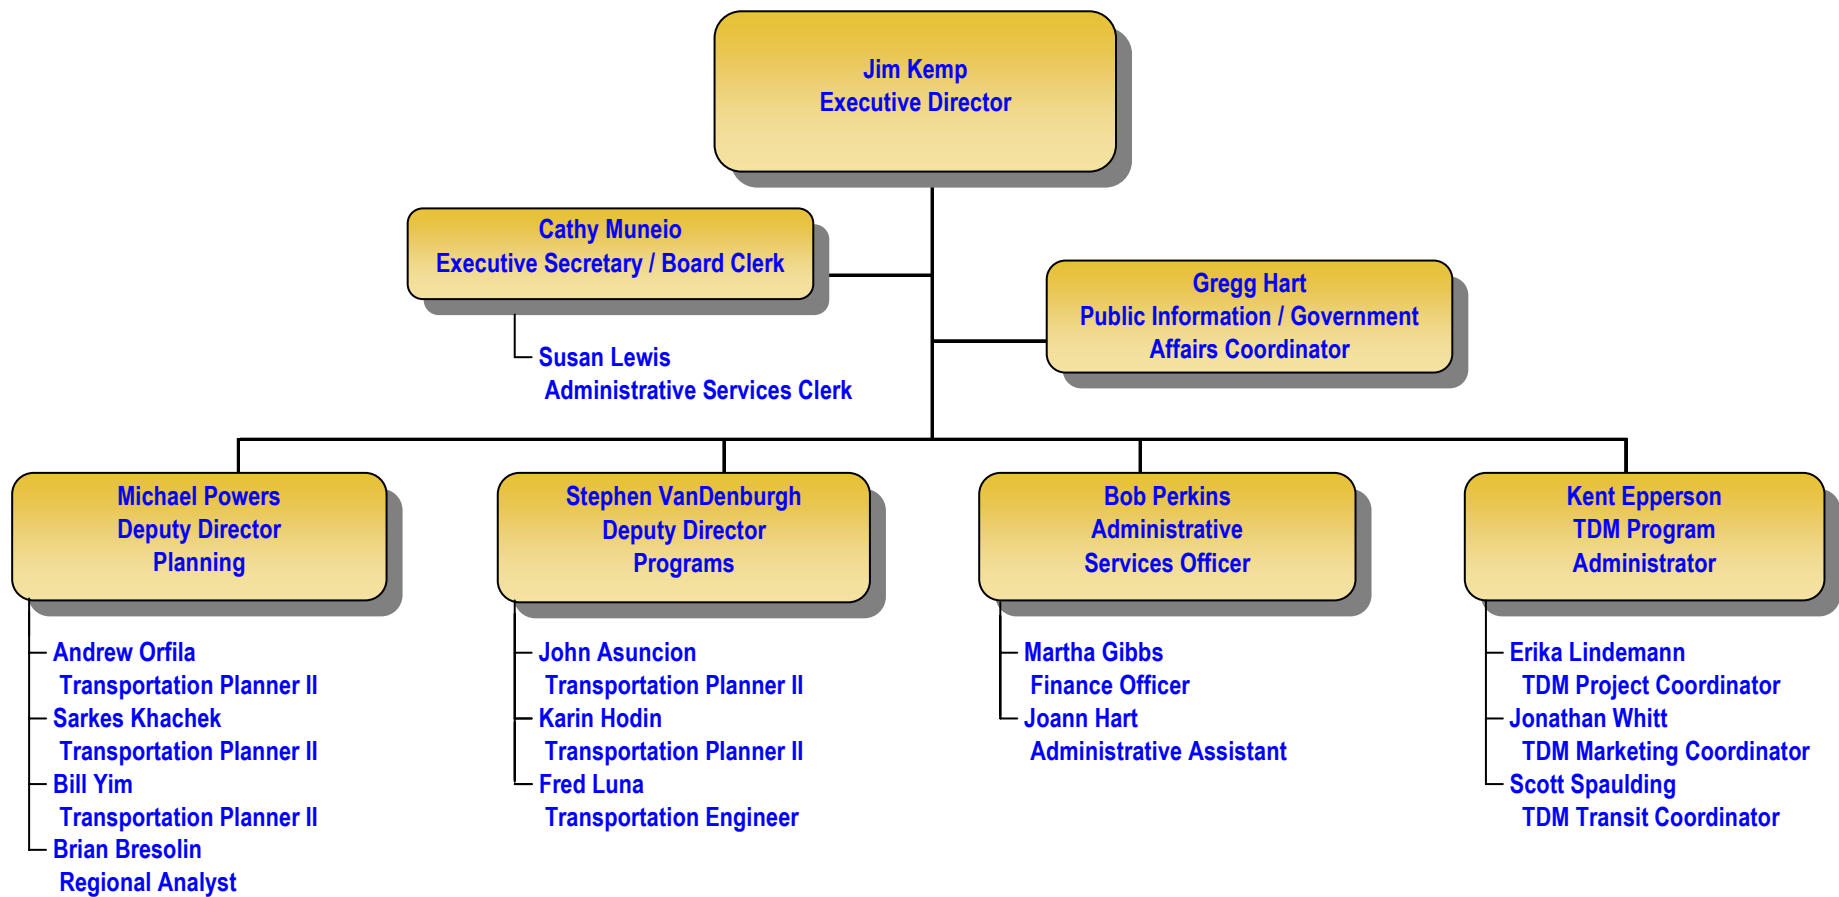 Jim Kemp
Executive Director
Cathy Muneio
Executive Secretary / Board Clerk
Gregg Hart
Public Information / Government
Affairs Coordinator
Susan Lewis
Administrative Services Clerk
Michael Powers
Deputy Director
Planning
Andrew Orfila
Transportation Planner II
Sarkes Khachek
Transportation Planner II
Bill Yim
Transportation Planner II
Brian Bresolin
Regional Analyst
Stephen VanDenburgh
Deputy Director
Programs
John Asuncion
Transportation Planner II
Karin Hodin
Transportation Planner II
Fred Luna
Transportation Engineer
Bob Perkins
Administrative
Services Officer
Martha Gibbs
Finance Officer
Joann Hart
Administrative Assistant
Kent Epperson
TDM Program
Administrator
Erika Lindemann
TDM Project Coordinator
Jonathan Whitt
TDM Marketing Coordinator
Scott Spaulding
TDM Transit Coordinator